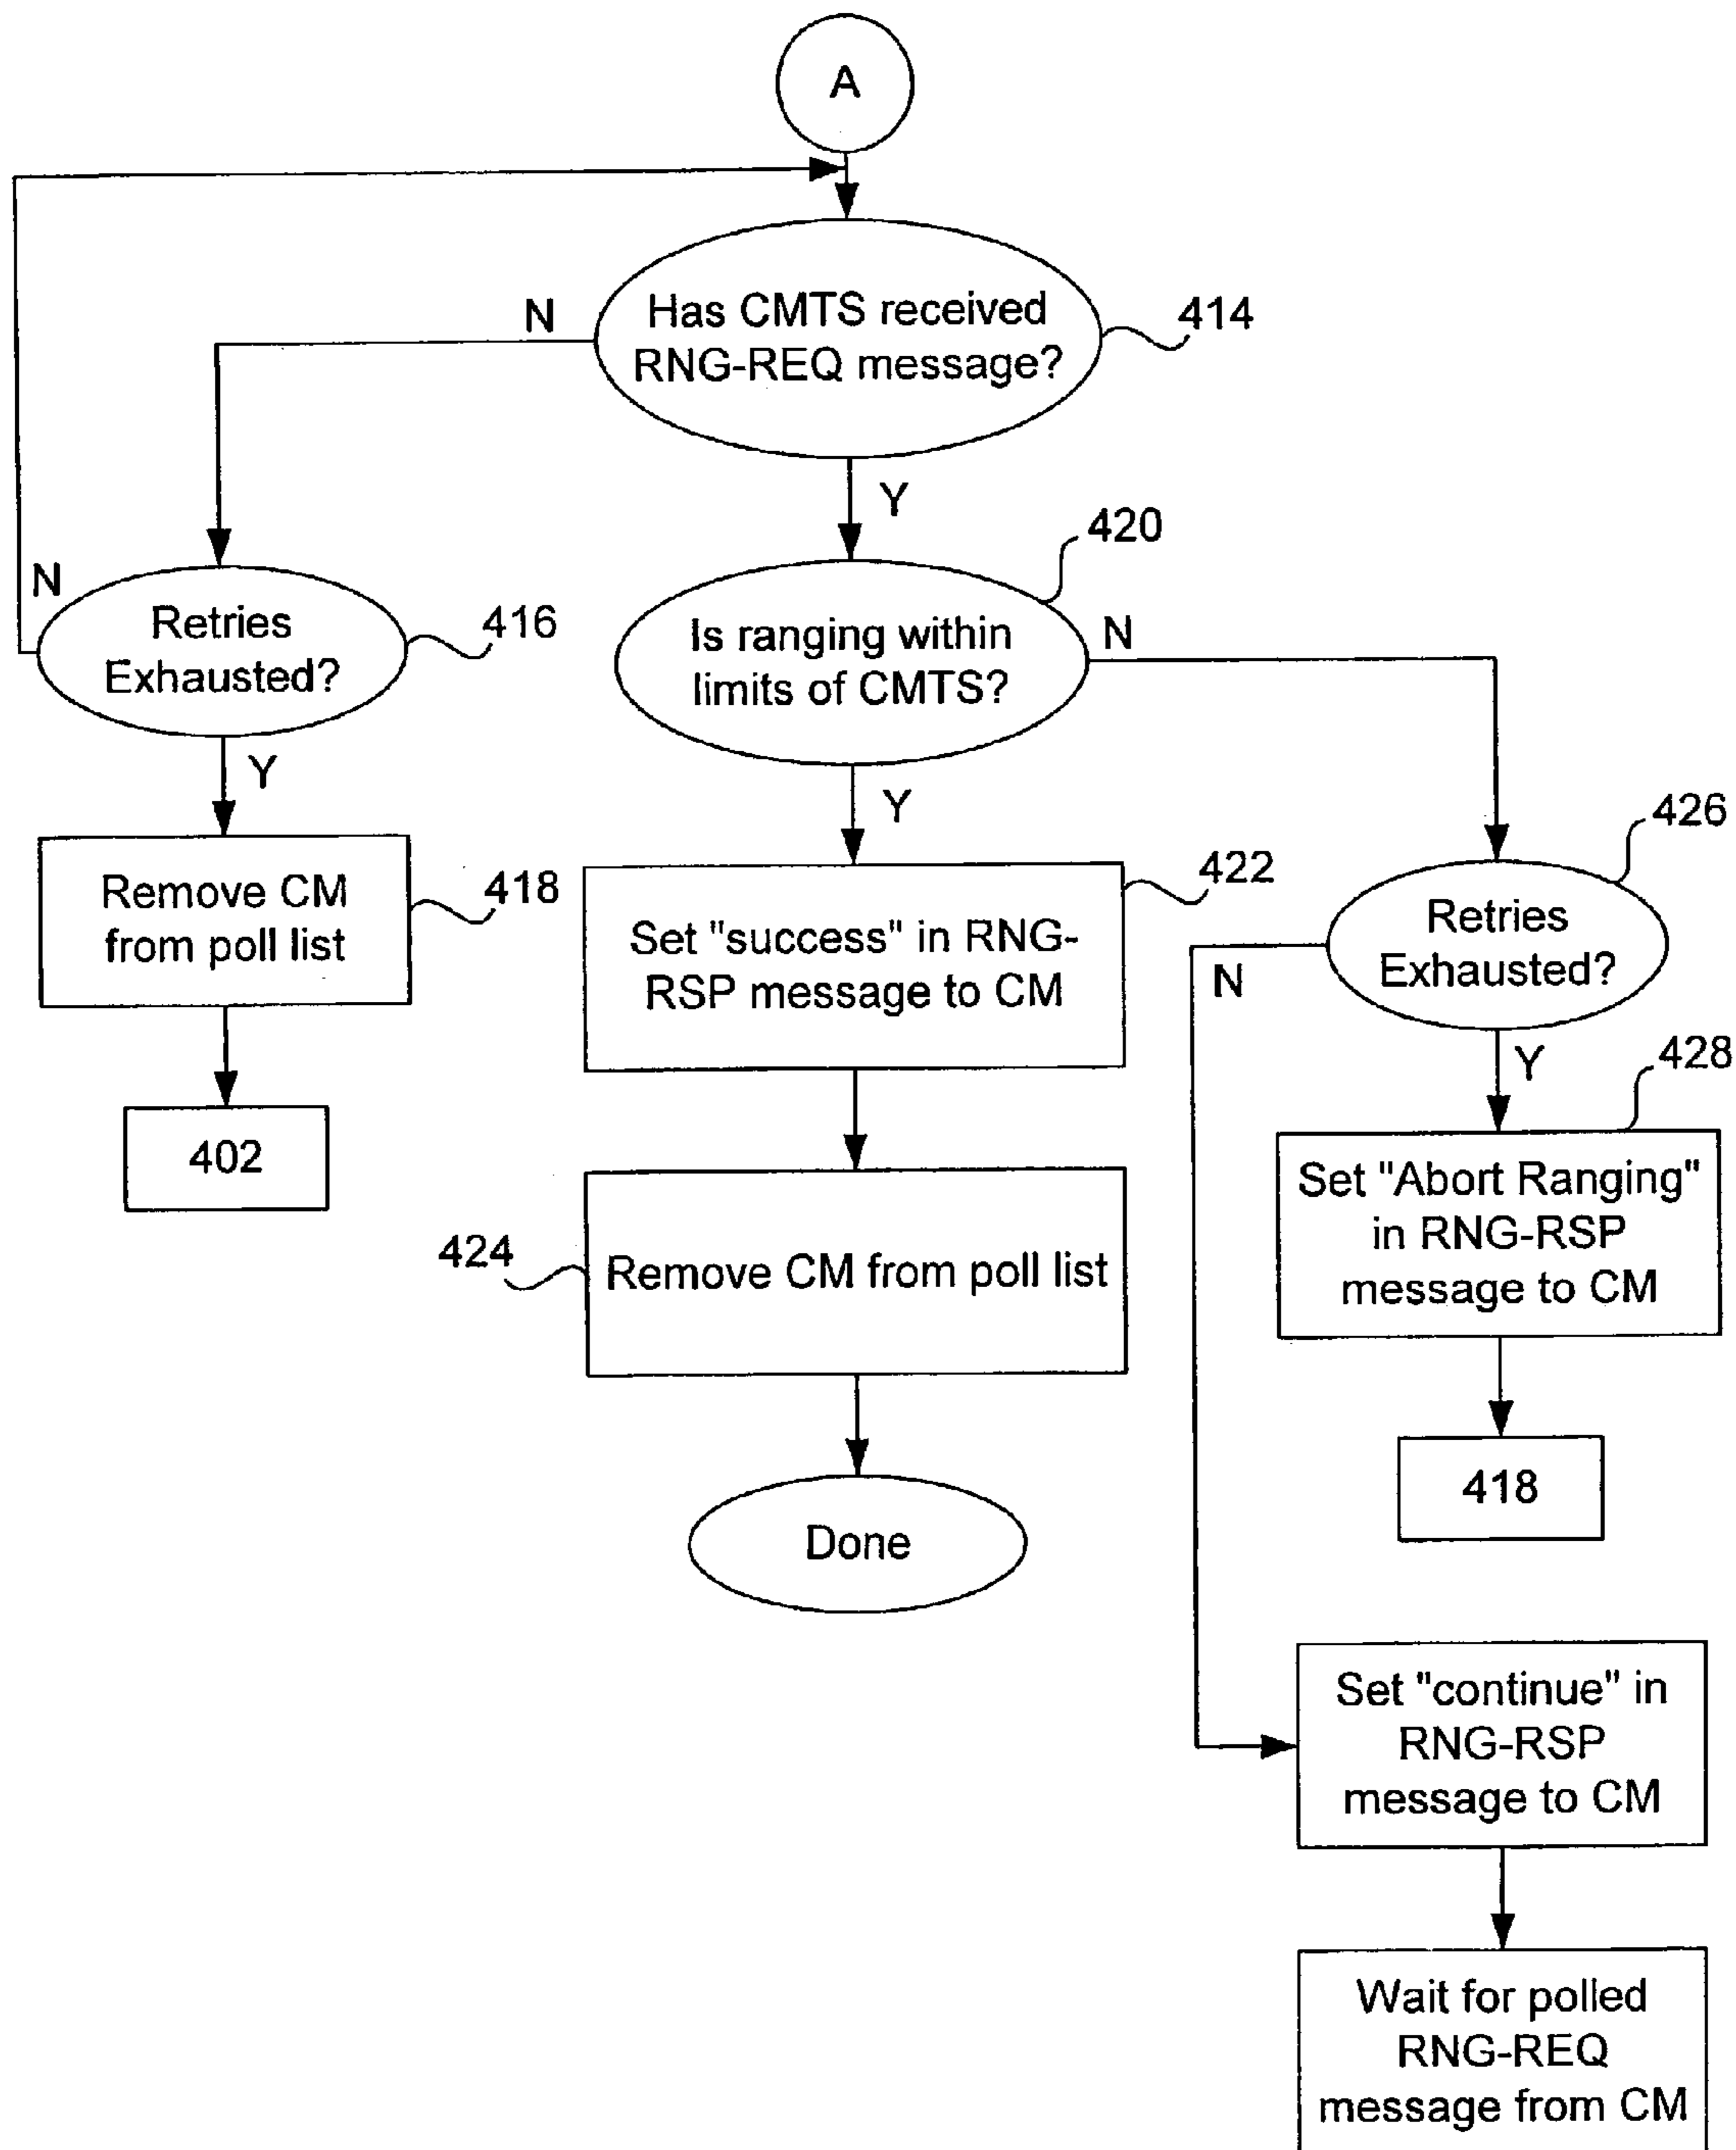 A
N
Has CMTS received
RNG-REQ message?
414
Y
420
N
Retries
Exhausted?
416
Is ranging within
limits of CMTS?
N
Y
Y
426
Remove CM
from poll list
418
Set "success" in RNG-
RSP message to CM
422
Retries
Exhausted?
N
Y
428
402
424
Remove CM from poll list
Set "Abort Ranging"
in RNG-RSP
message to CM
418
Done
Set "continue" in
RNG-RSP
message to CM
Wait for polled
RNG-REQ
message from CM